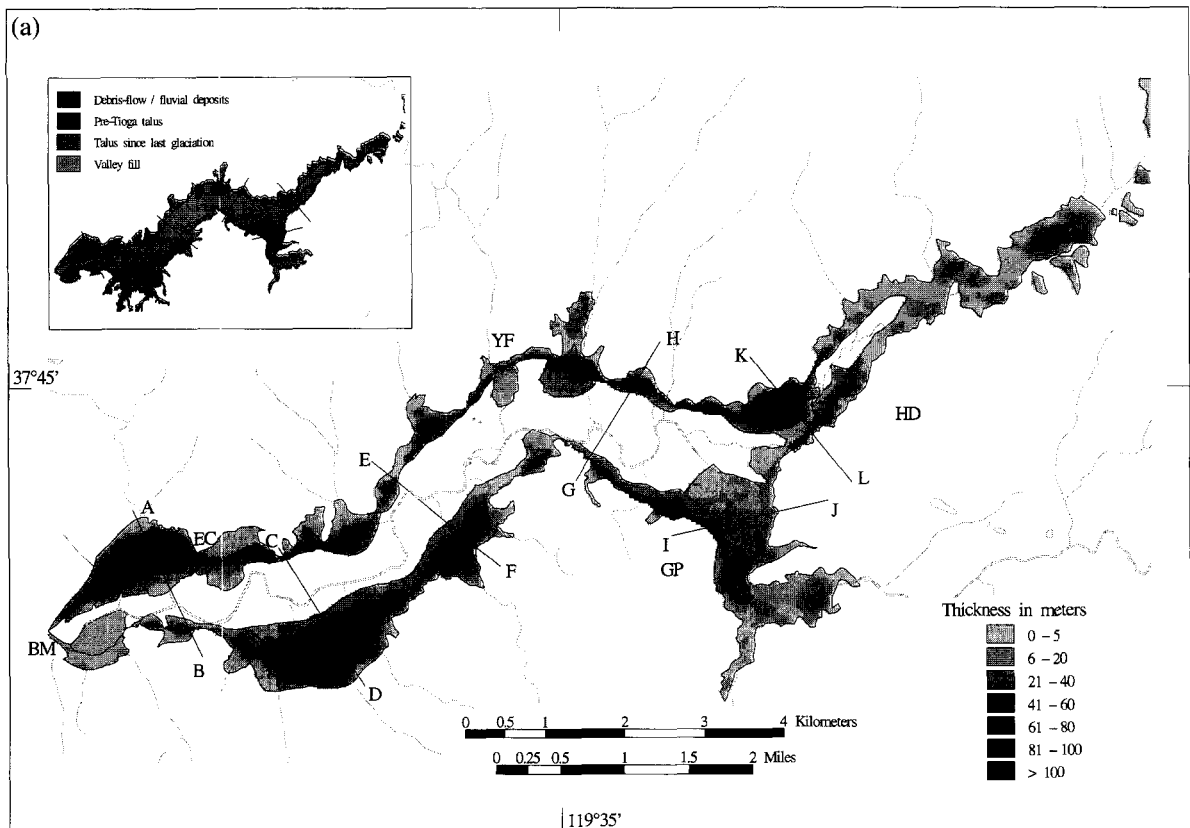 (a)
Debris-flow / fluvial deposits
Pre-Tioga talus
Talus since last glaciation
Valley fill
YF
H
K
37°45'
HD
E
G
L
A
EC
C
J
I
F
GP
BM
B
D
Thickness in meters
0 – 5
6 – 20
21 – 40
41 – 60
61 – 80
81 – 100
> 100
0 0.5 1 2 3 4 Kilometers
0 0.25 0.5 1 1.5 2 Miles
119°35'